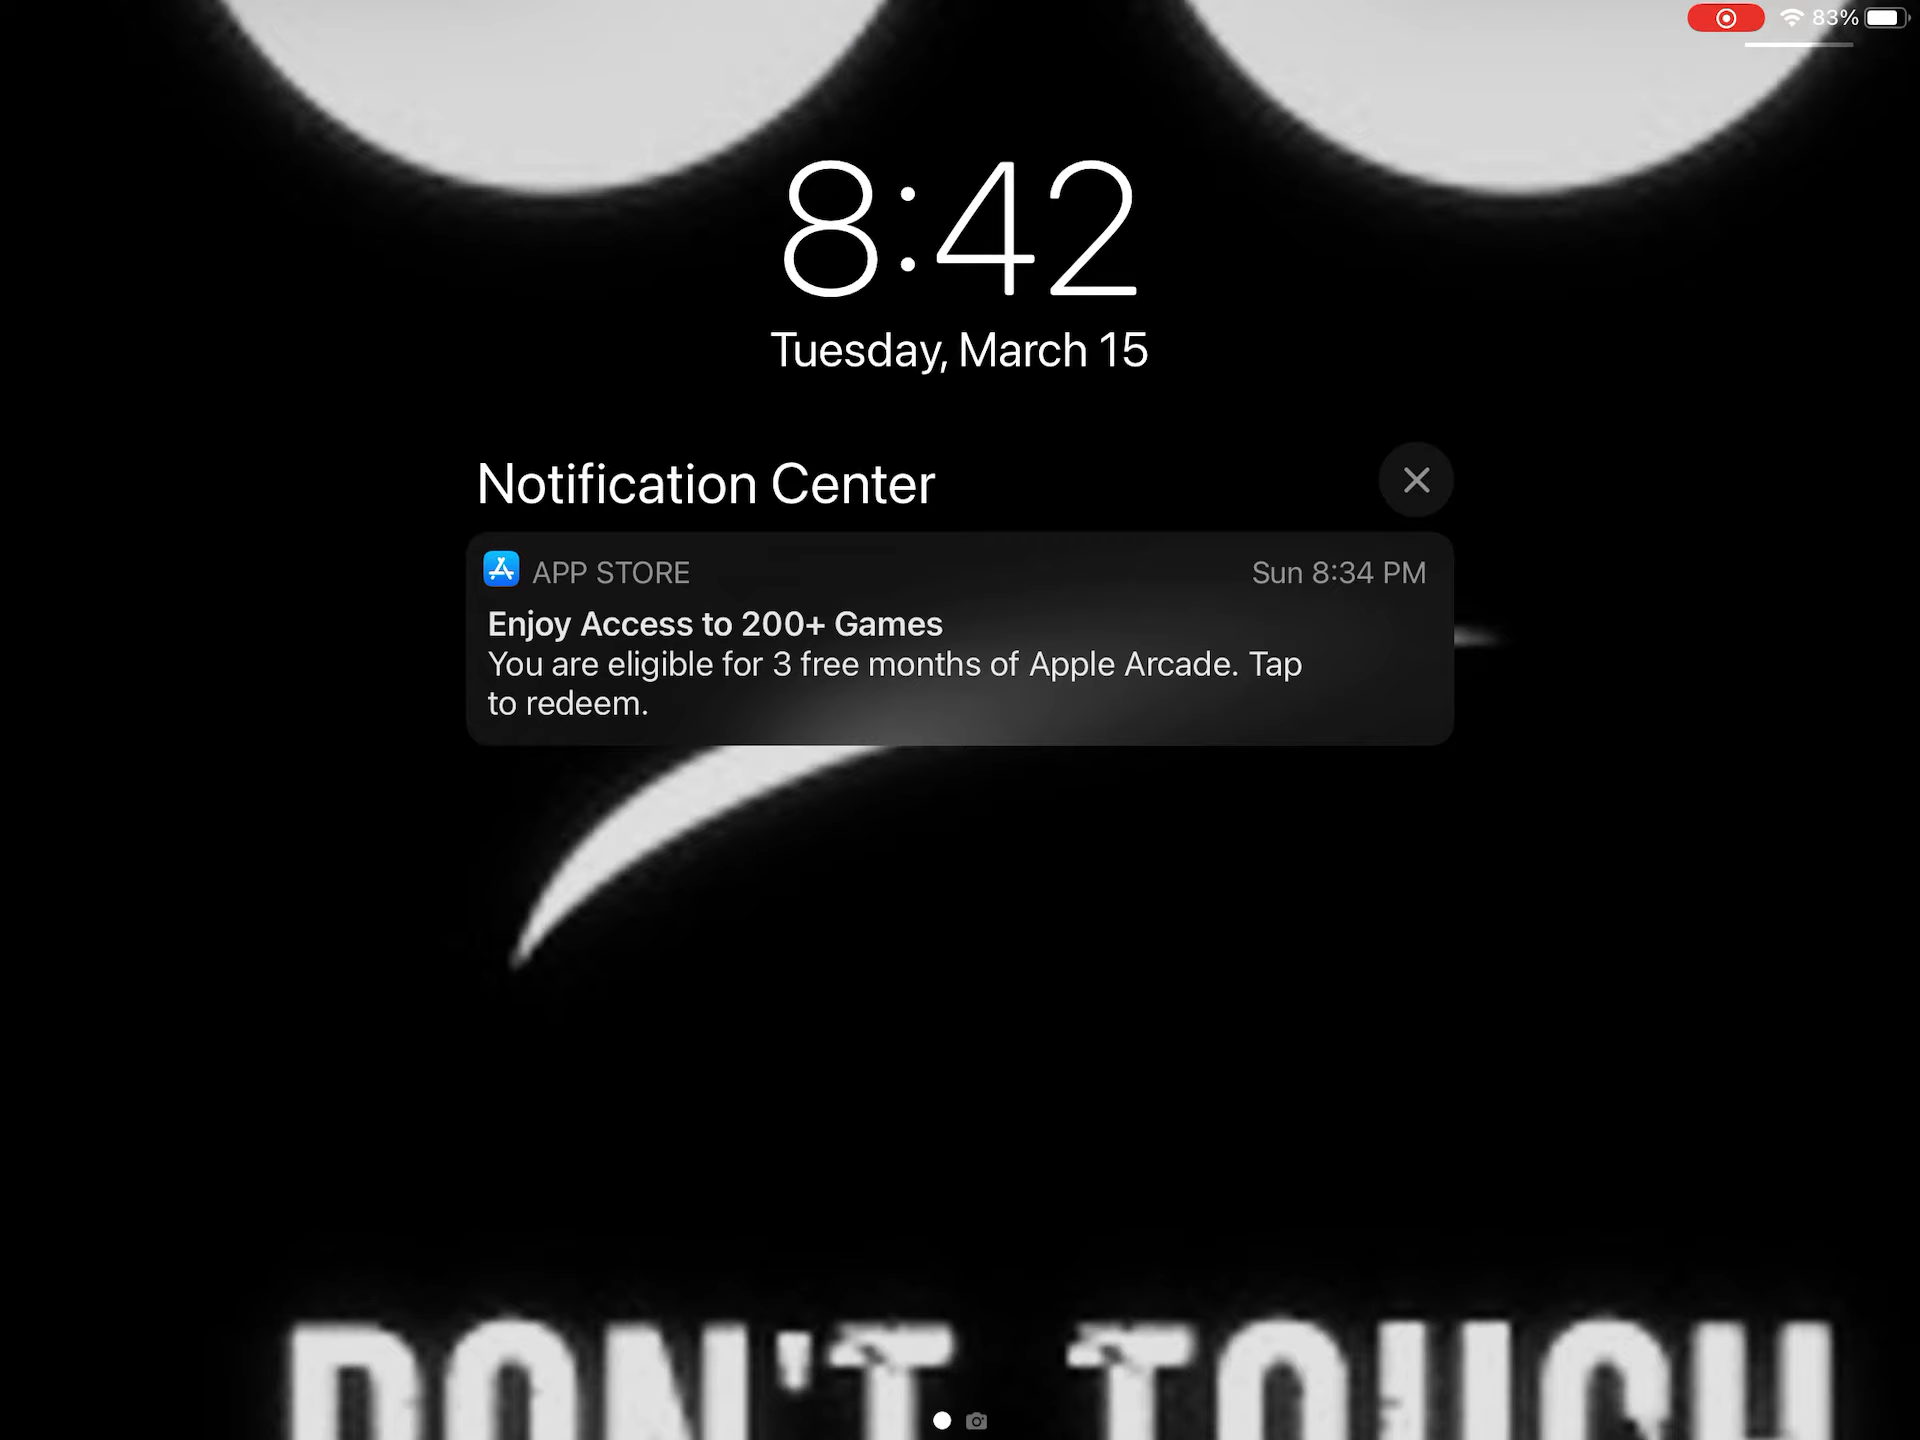 83%
8:42
Tuesday, March 15
Notification Center
APP STORE
Sun 8:34 PM
Enjoy Access to 200+ Games
You are eligible for 3 free months of Apple Arcade. Tap
to redeem.
DON'T TOUCH